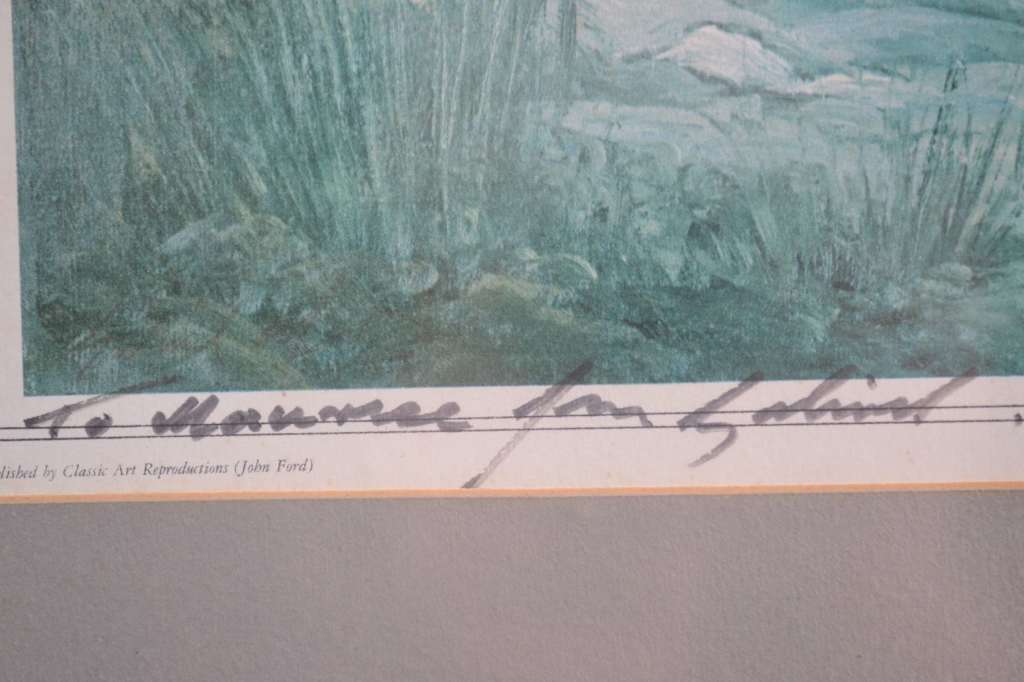 To Maurice from
lished by Classic Art Reproductions (John Ford)